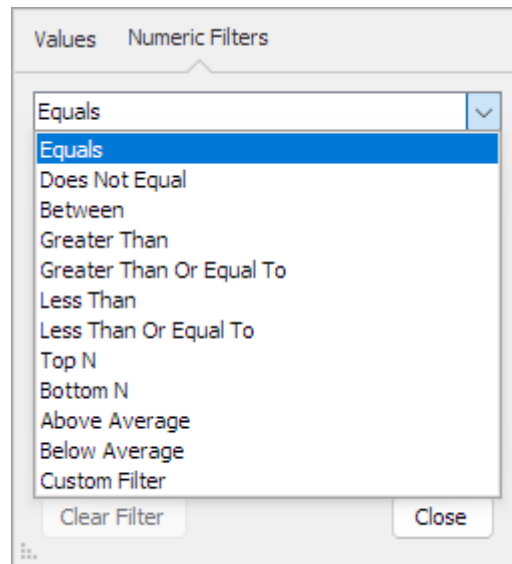 Values Numeric Filters
Equals
Equals
Does Not Equal
Between
Greater Than
Greater Than Or Equal To
Less Than
Less Than Or Equal To
Top N
Bottom N
Above Average
Below Average
Custom Filter
Clear Filter Close